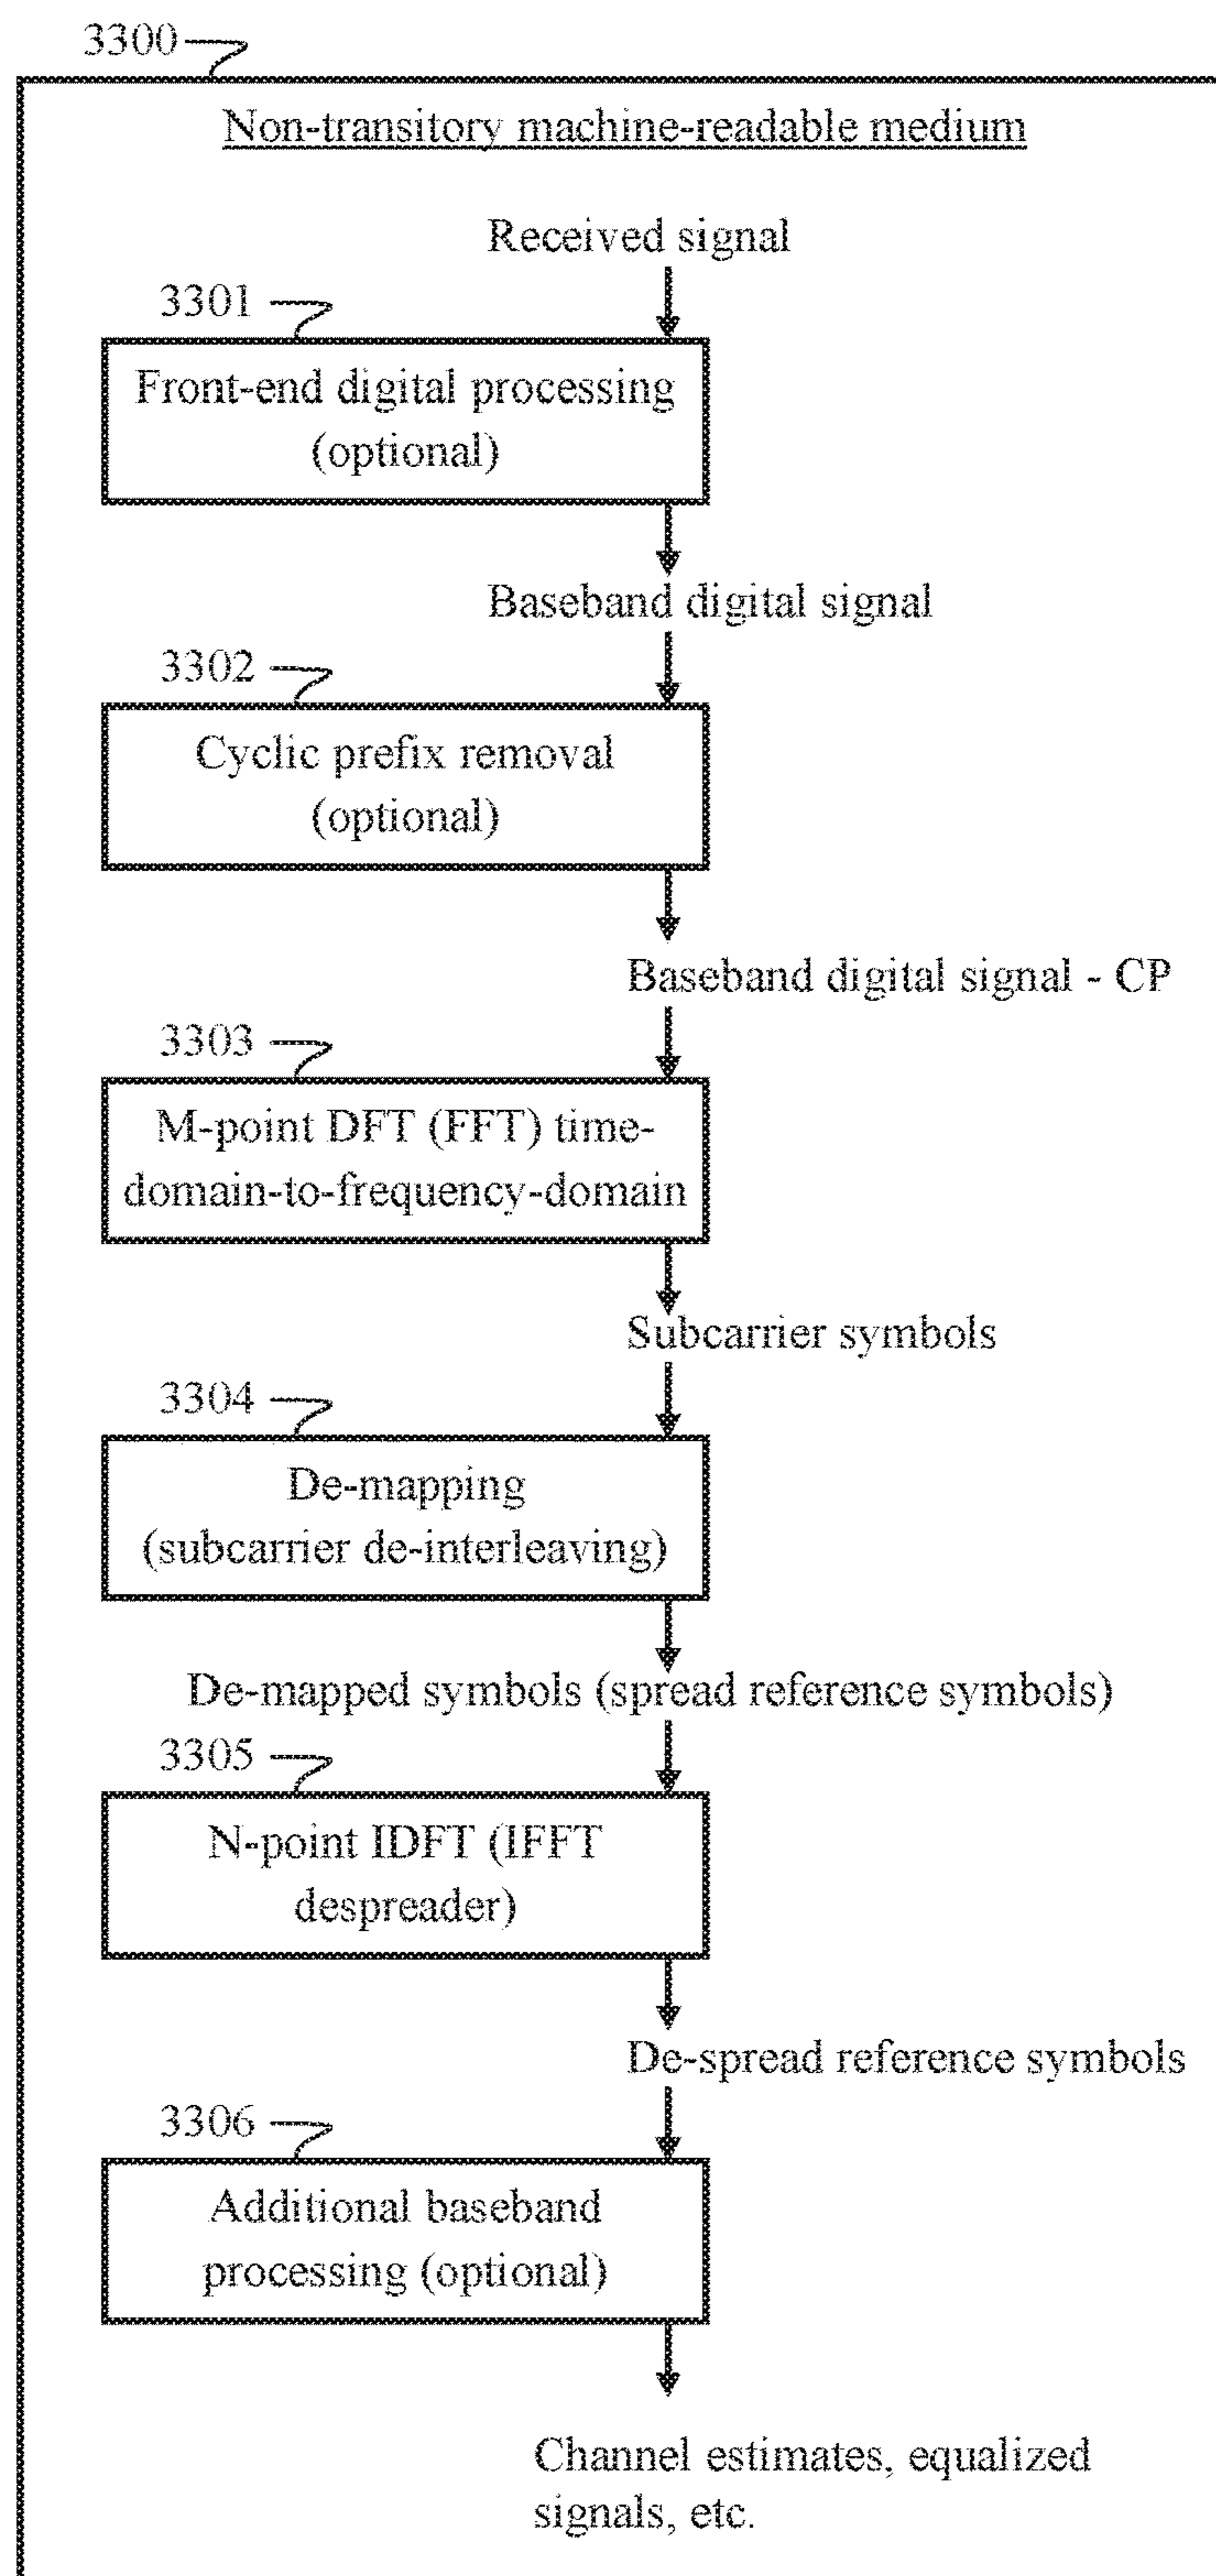 3300
Non-transitory machine-readable medium
Received signal
3301
Front-end digital processing
(optional)
Baseband digital signal
3302
Cyclic prefix removal
(optional)
Baseband digital signal - CP
3303
M-point DFT (FFT) time-
domain-to-frequency-domain
Subcarrier symbols
3304
De-mapping
(subcarrier de-interleaving)
De-mapped symbols (spread reference symbols)
3305
N-point IDFT (IFFT
despreader)
De-spread reference symbols
3306
Additional baseband
processing (optional)
Channel estimates, equalized
signals, etc.